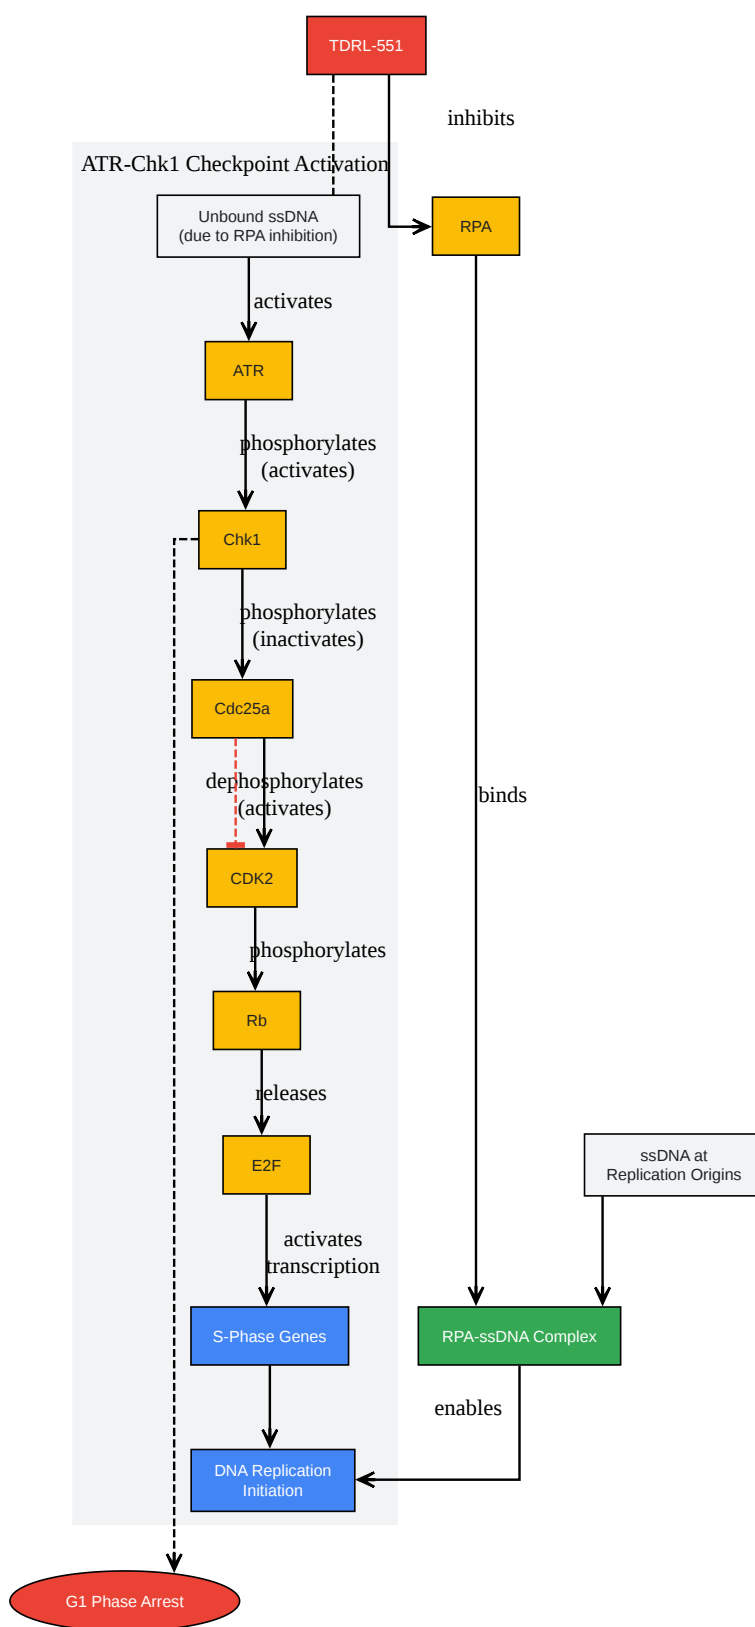 TDRL-551
inhibits
ATR-Chk1 Checkpoint Activation
Unbound ssDNA
(due to RPA inhibition)
RPA
activates
ATR
phosphorylates
(activates)
Chk1
phosphorylates
(inactivates)
Cdc25a
dephosphorylates
(activates)
binds
CDK2
phosphorylates
Rb
releases
E2F
ssDNA at
Replication Origins
activates
transcription
S-Phase Genes
RPA-ssDNA Complex
enables
DNA Replication
Initiation
G1 Phase Arrest